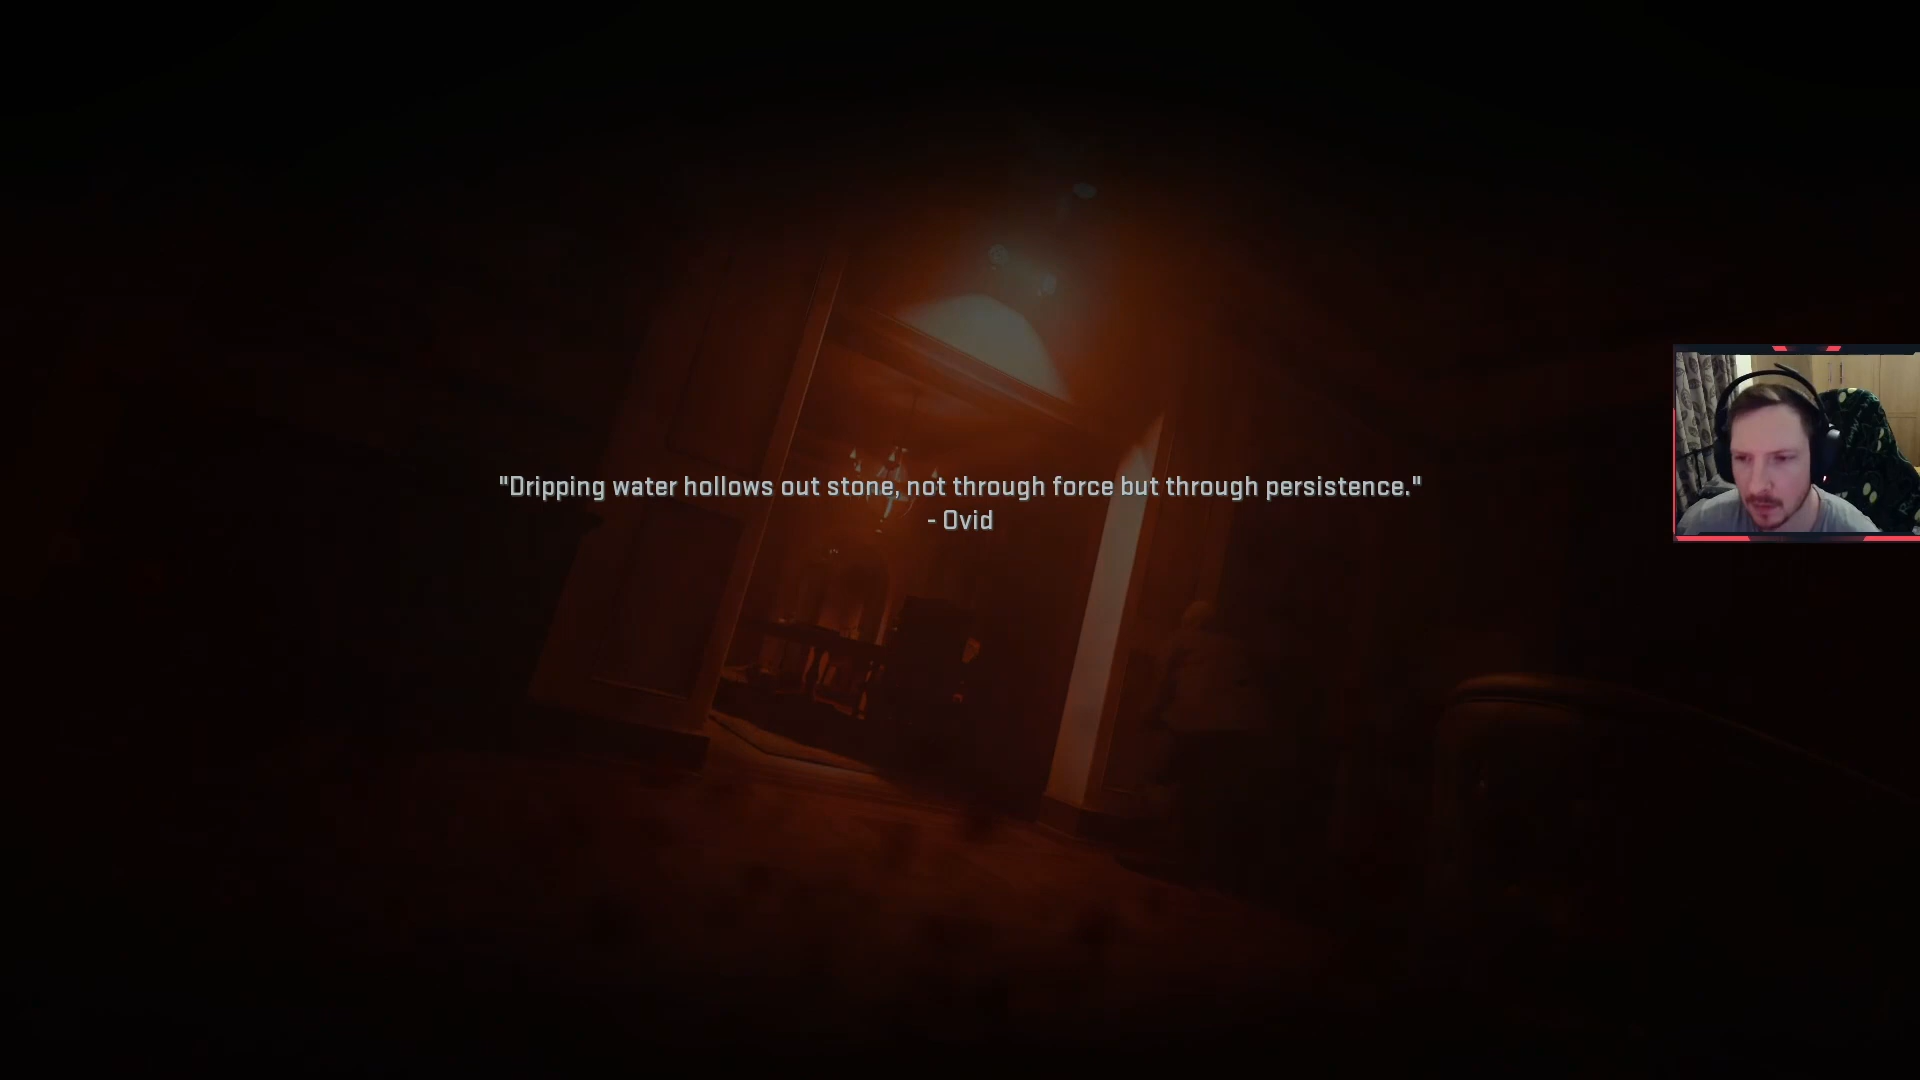 "Dripping water hollows out stone, not through force but through persistence."
- Ovid